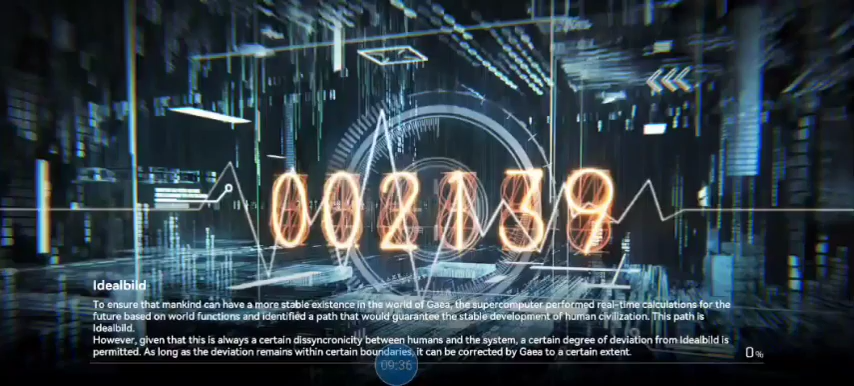 002139
Idealbild
To ensure that mankind can have a more stable existence in the world of Gaea, the supercomputer performed real-time calculations for the
future based on world functions and identified a path that would guarantee the stable development of human civilization. This path is
Idealbild.
However, given that this is always a certain dissyncronicity between humans and the system, a certain degree of deviation from Idealbild is
permitted. As long as the deviation remains within certain boundaries, it can be corrected by Gaea to a certain extent.
0%
09:36